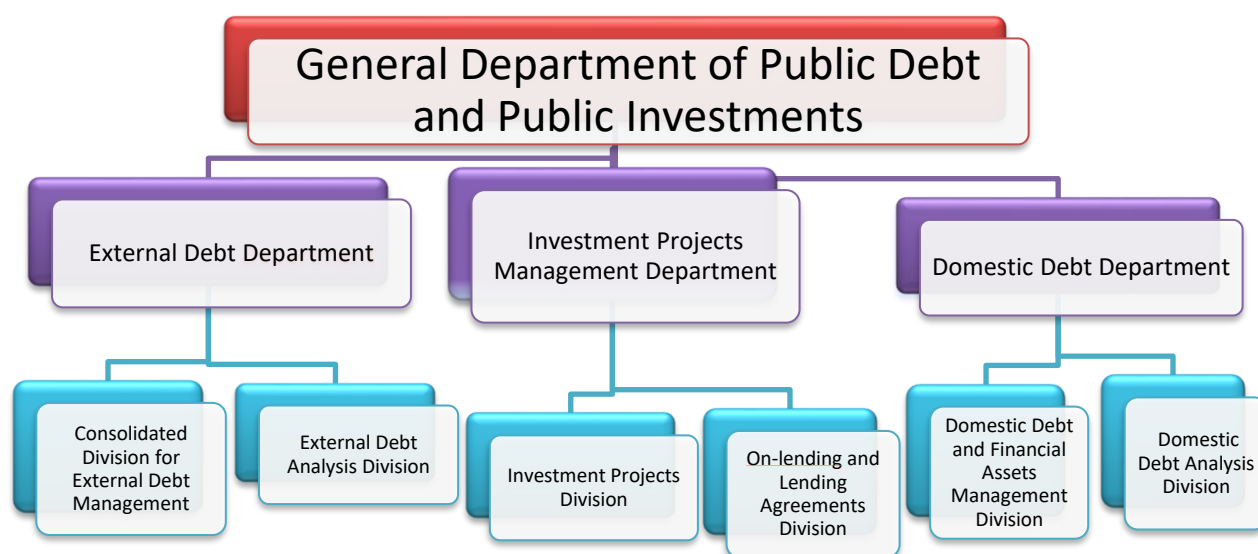 General Department of Public Debt
and Public Investments
External Debt Department
Investment Projects
Management Department
Domestic Debt Department
Consolidated
Division for
External Debt
Management
External Debt
Analysis Division
Investment Projects
Division
On-lending and
Lending
Agreements
Division
Domestic Debt
and Financial
Assets
Management
Division
Domestic
Debt Analysis
Division